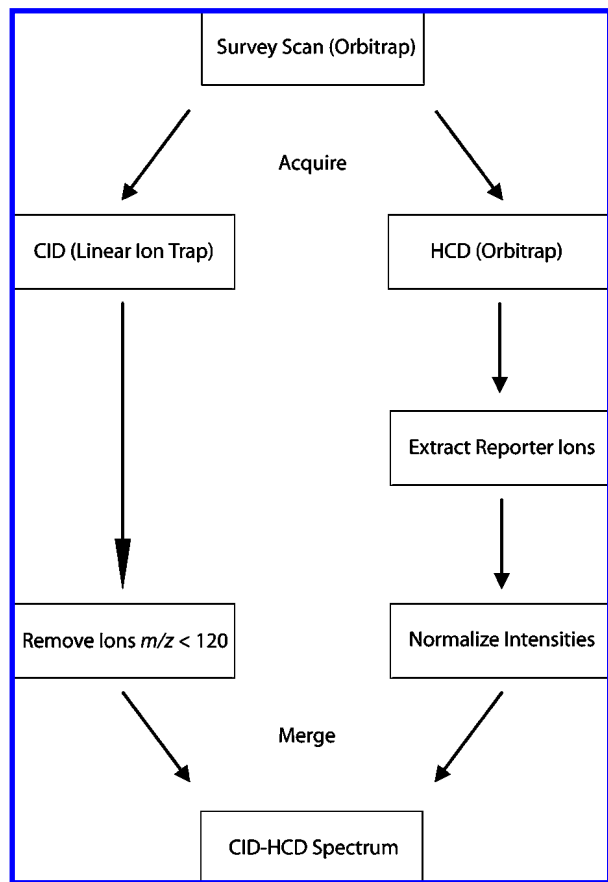 Survey Scan (Orbitrap)
Acquire
CID (Linear Ion Trap)
HCD (Orbitrap)
Extract Reporter Ions
Remove Ions m/z < 120
Normalize Intensities
Merge
CID-HCD Spectrum